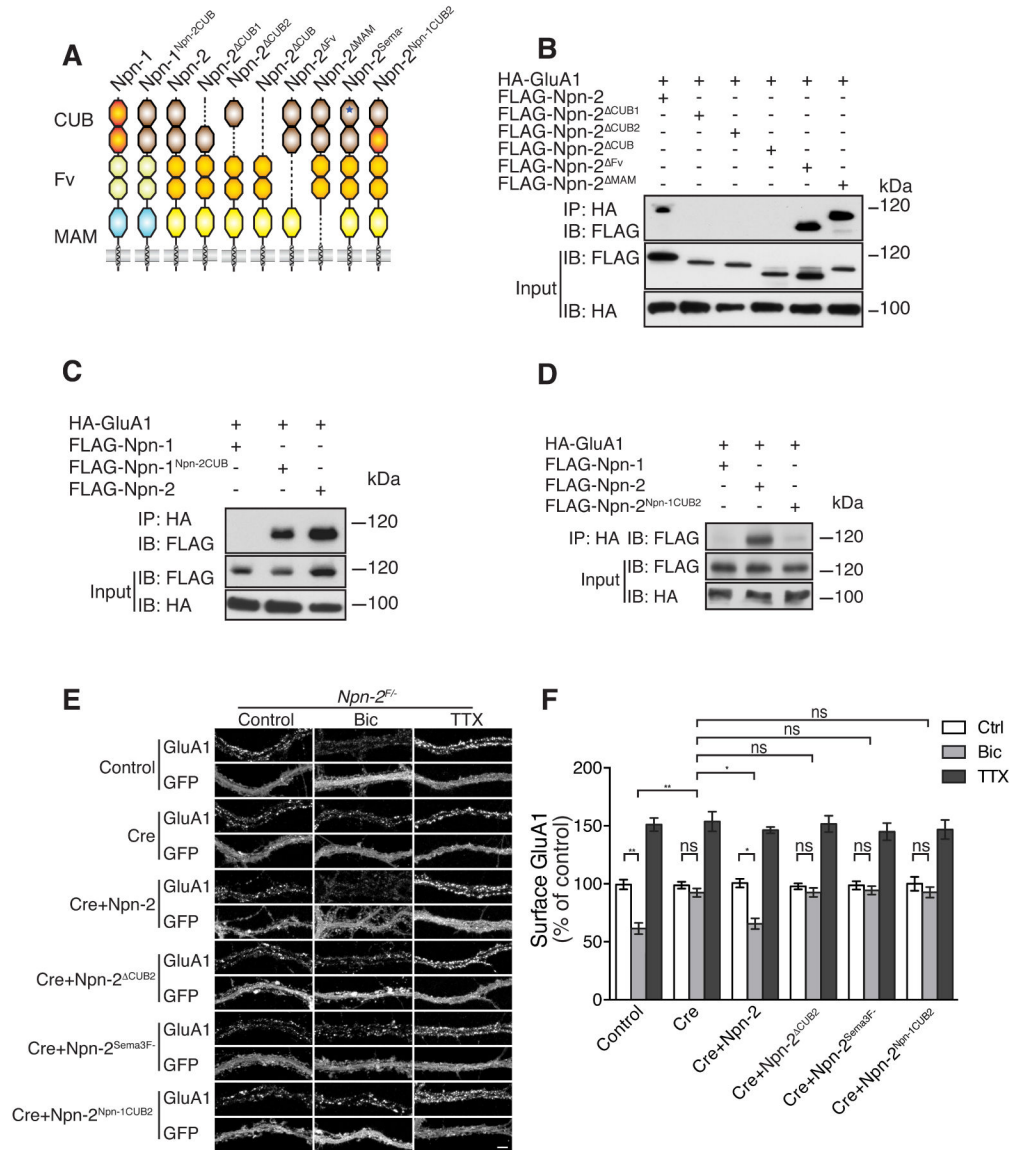 A
Npn-1
Npn-1Npn-2CUB
Npn-2
Npn-2ΔCUB1
Npn-2ΔCUB2
Npn-2ΔCUB
Npn-2ΔFv
Npn-2ΔMAM
Npn-2Sema-
Npn-2Npn-1CUB2
CUB
*
Fv
MAM
B
HA-GluA1 + + + + + +
FLAG-Npn-2 + - - - - -
FLAG-Npn-2ΔCUB1 - + - - - -
FLAG-Npn-2ΔCUB2 - - + - - -
FLAG-Npn-2ΔCUB - - - + - -
FLAG-Npn-2ΔFv - - - - + -
FLAG-Npn-2ΔMAM - - - - - +
kDa
IP: HA
IB: FLAG
–120
Input
IB: FLAG
–120
IB: HA
–100
C
HA-GluA1 + + +
FLAG-Npn-1 + - -
FLAG-Npn-1Npn-2CUB - + -
FLAG-Npn-2 - - +
kDa
IP: HA
IB: FLAG
–120
Input
IB: FLAG
–120
IB: HA
–100
D
HA-GluA1 + + +
FLAG-Npn-1 + - -
FLAG-Npn-2 - + -
FLAG-Npn-2Npn-1CUB2 - - +
kDa
IP: HA IB: FLAG –120
Input
IB: FLAG –120
IB: HA –100
E
Npn-2F/-
Control Bic TTX
Control
GluA1
GFP
Cre
GluA1
GFP
Cre+Npn-2
GluA1
GFP
Cre+Npn-2ΔCUB2
GluA1
GFP
Cre+Npn-2Sema3F-
GluA1
GFP
Cre+Npn-2Npn-1CUB2
GluA1
GFP
F
Ctrl
Bic
TTX
ns
ns
ns
*
**
** ns * ns ns ns
Surface GluA1
(% of control)
200
150
100
50
0
Control
Cre
Cre+Npn-2
Cre+Npn-2ΔCUB2
Cre+Npn-2Sema3F-
Cre+Npn-2Npn-1CUB2